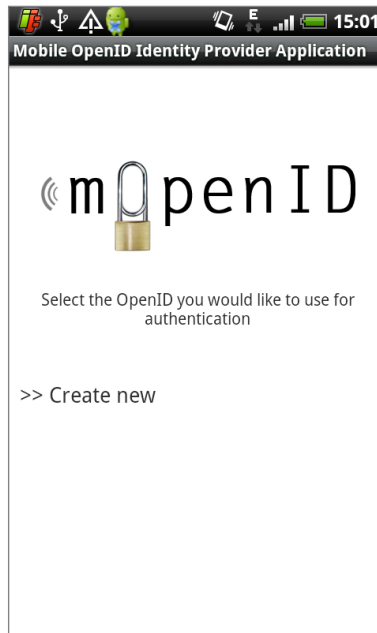 E
15:01
Mobile OpenID Identity Provider Application
mOpenID
Select the OpenID you would like to use for
authentication
>> Create new